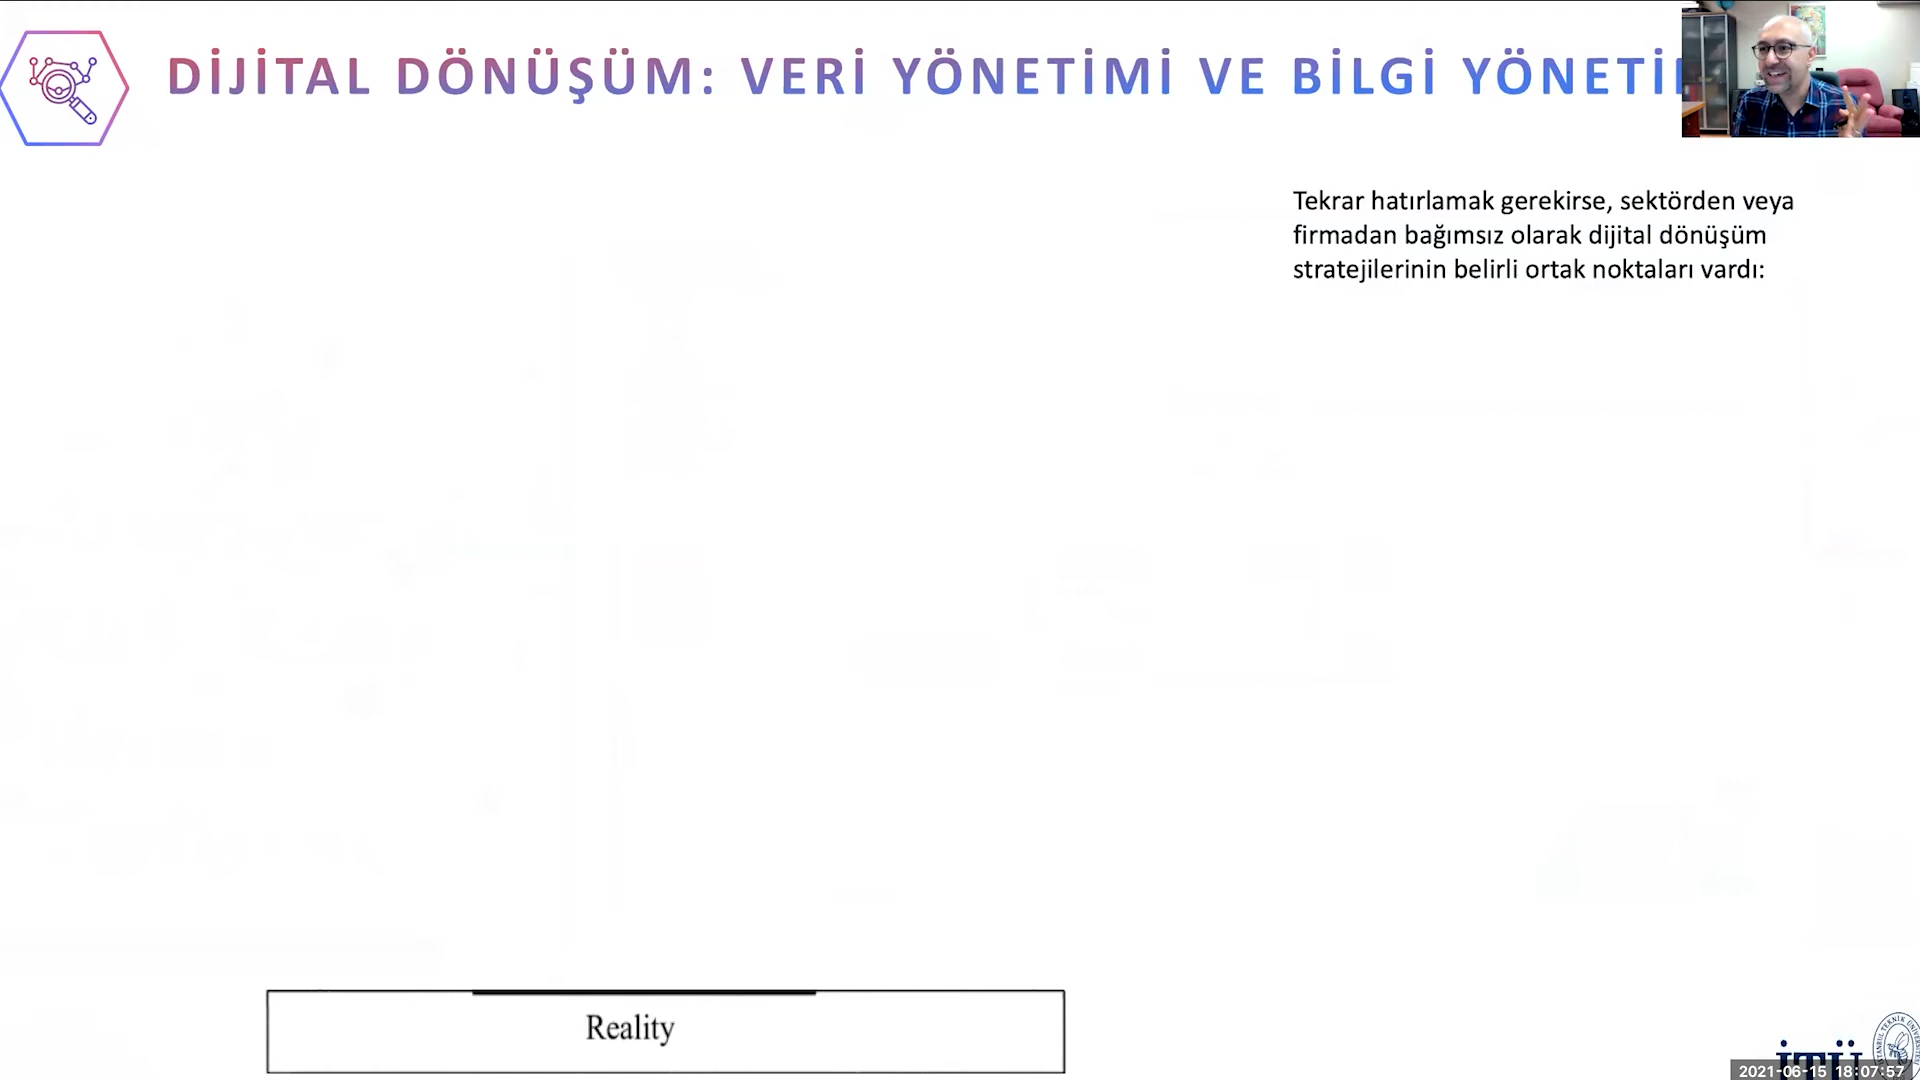 DİJİTAL DÖNÜŞÜM: VERİ YÖNETİMİ VE BİLGİ
Tekrar hatırlamak gerekirse, sektörden veya
firmadan bağımsız olarak dijital dönüşüm
stratejilerinin belirli ortak noktaları vardı:
Reality
İTÜ
2021-06-15 18:07:57